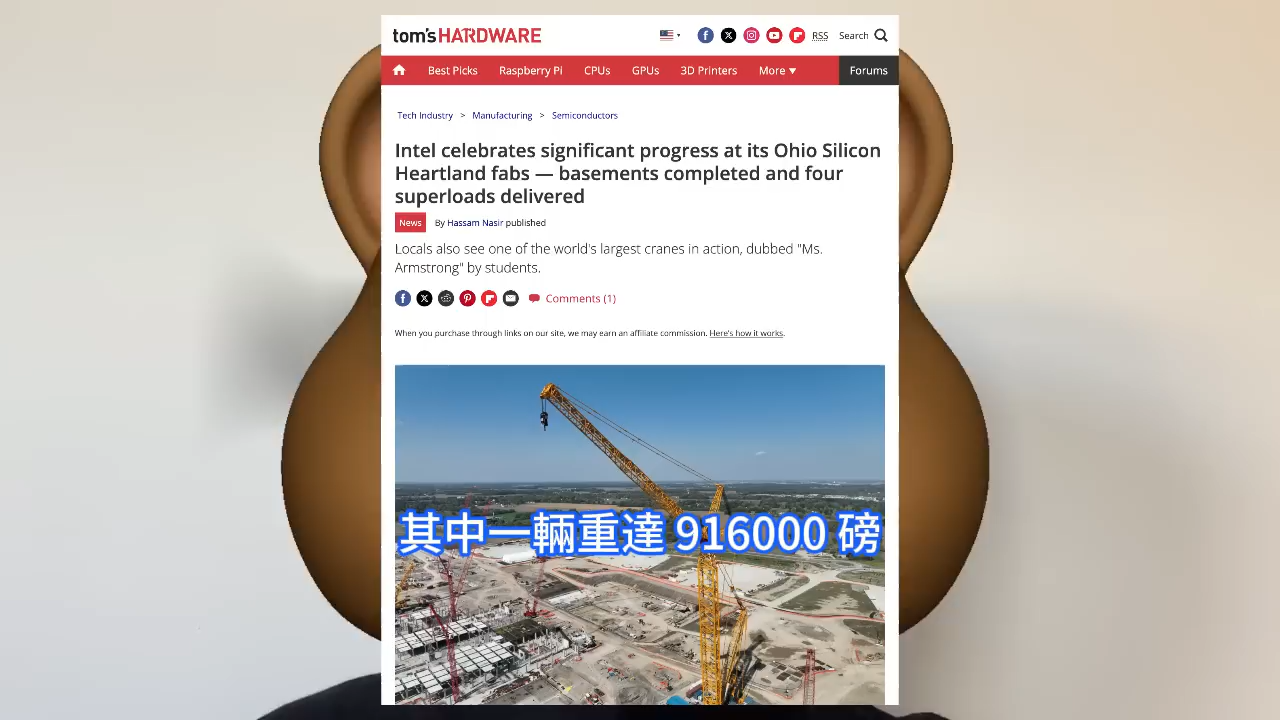 tom'sHARDWARE
RSS
Search
Best Picks
Raspberry Pi
CPUs
GPUs
3D Printers
More
Forums
Tech Industry > Manufacturing > Semiconductors
Intel celebrates significant progress at its Ohio Silicon
Heartland fabs — basements completed and four
superloads delivered
News
By Hassam Nasir published
Locals also see one of the world's largest cranes in action, dubbed "Ms.
Armstrong" by students.
Comments (1)
When you purchase through links on our site, we may earn an affiliate commission. Here's how it works.
其中一輛重達 916000 磅